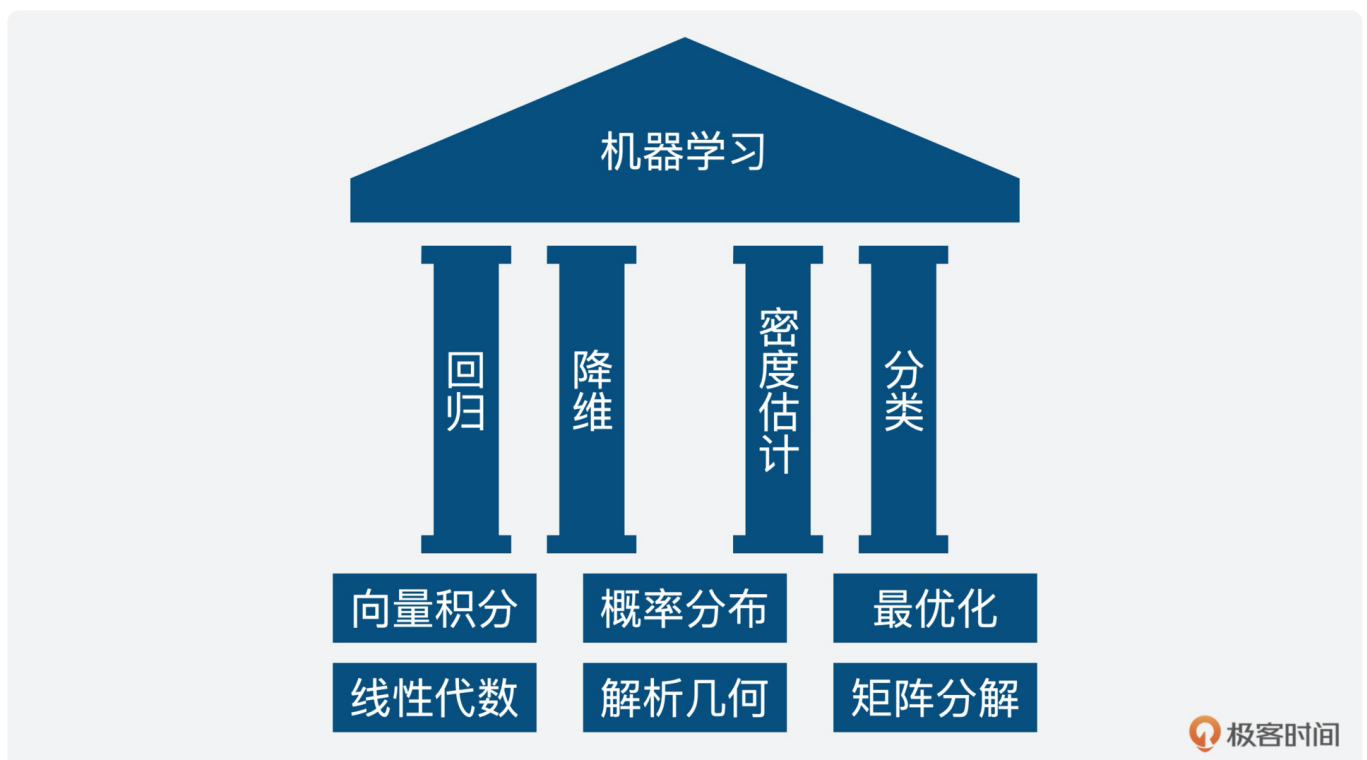 机器学习
回归
降维
密度估计
分类
向量积分
概率分布
最优化
线性代数
解析几何
矩阵分解
极客时间